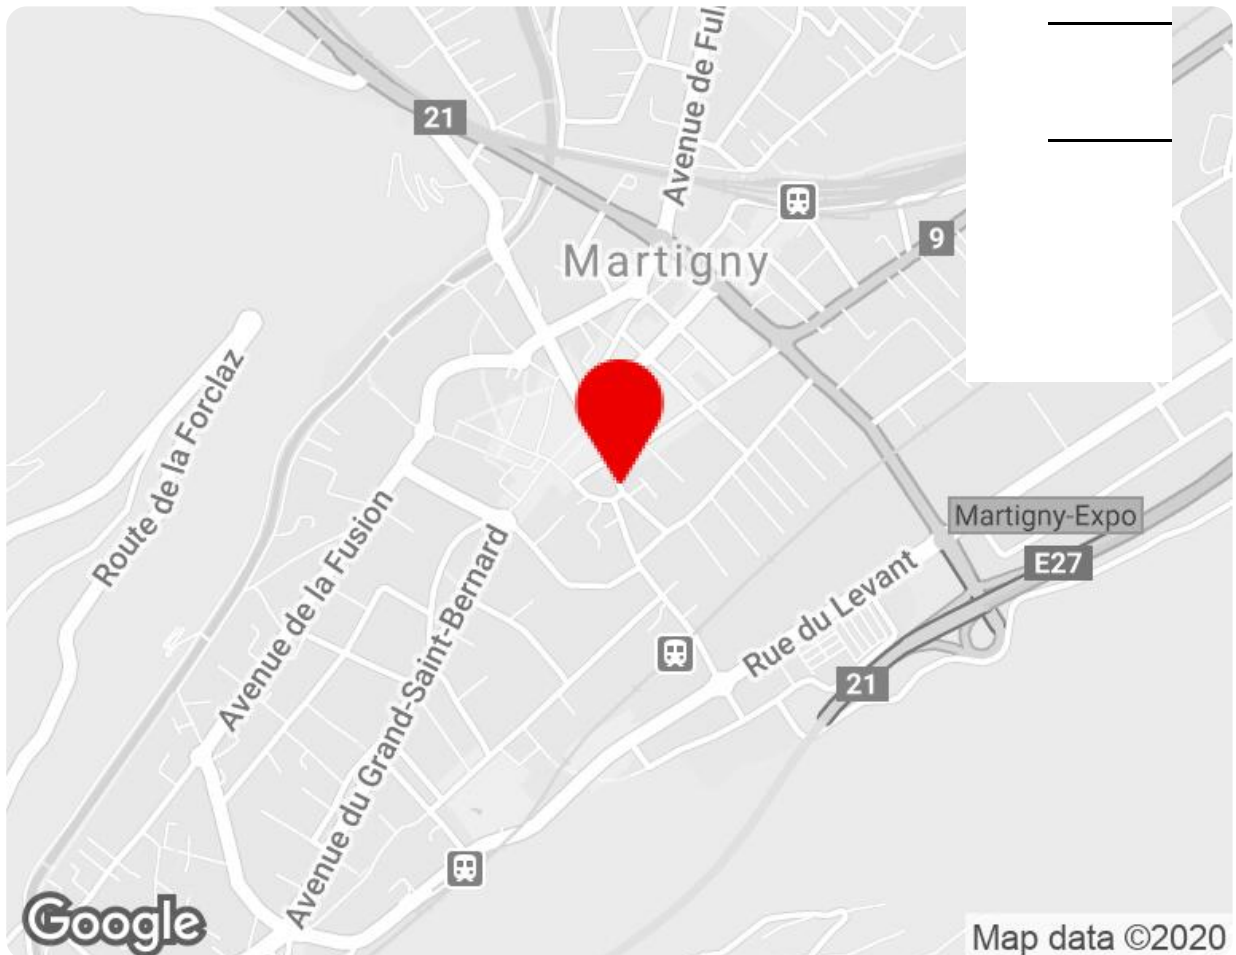 Avenue de Full
21
9
Martigny
Route de la Forclaz
Avenue de la Fusion
Avenue du Grand-Saint-Bernard
Martigny-Expo
E27
Rue du Levant
21
Google
Map data ©2020